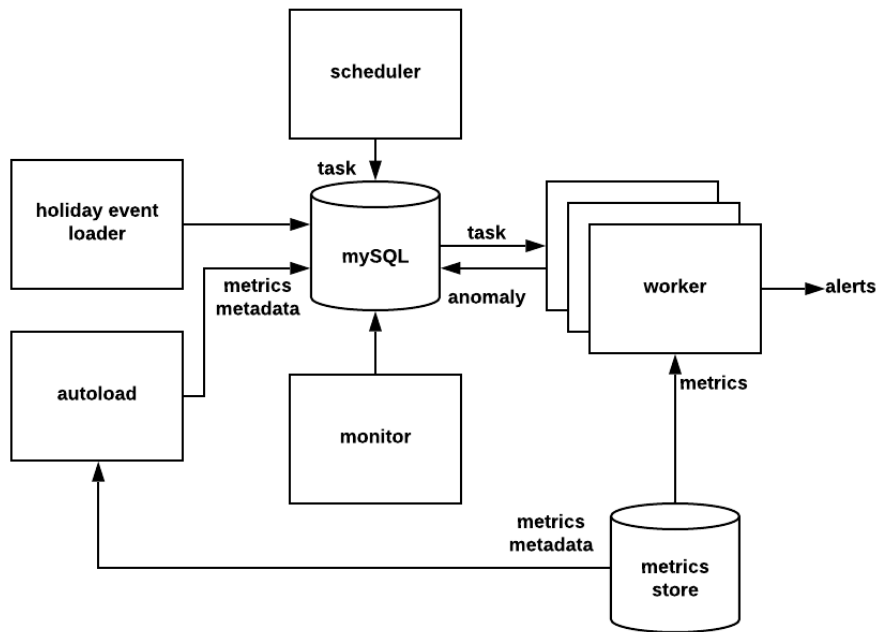 scheduler
task
holiday event
loader
mySQL
task
metrics
metadata
anomaly
worker
alerts
autoload
monitor
metrics
metrics
metadata
metrics
store